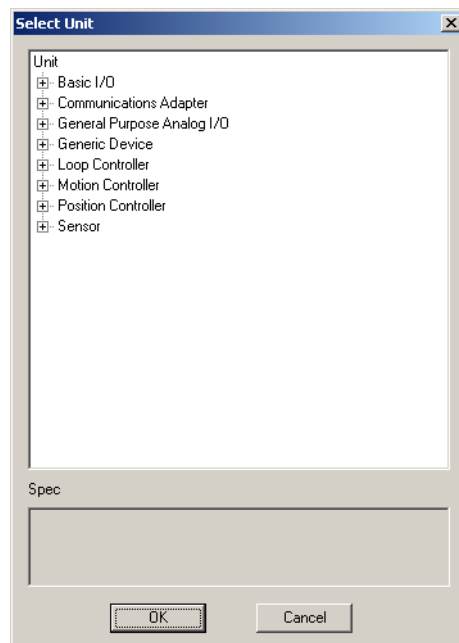 Select Unit
Unit
Basic I/O
Communications Adapter
General Purpose Analog I/O
Generic Device
Loop Controller
Motion Controller
Position Controller
Sensor
Spec
OK
Cancel